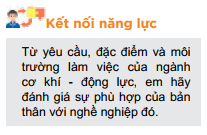 Kết nối năng lực
Từ yêu cầu, đặc điểm và môi
trường làm việc của ngành
cơ khí - động lực, em hãy
đánh giá sự phù hợp của bản
thân với nghề nghiệp đó.